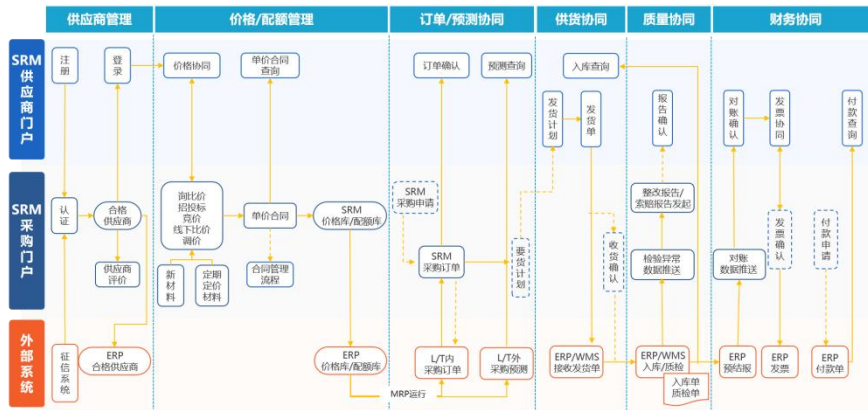 供应商管理
价格/配额管理
订单/预测协同
供货协同
质量协同
财务协同
SRM
供应商门户
注册
登录
价格协同
单价合同
查询
订单确认
预测查询
发货计划
发货单
入库查询
报告确认
对账确认
发票协同
付款查询
SRM
采购门户
认证
合格
供应商
供应商
评价
询比价
招投标
竞价
线下比价
调价
新材料
定期
定价
材料
单价合同
合同管理
流程
SRM
价格库/配额库
SRM
采购申请
SRM
采购订单
要货计划
收货确认
整改报告/
索赔报告发起
检验异常
数据推送
对账
数据推送
发票确认
付款申请
外部系统
征信系统
ERP
合格供应商
ERP
价格库/配额库
MRP运行
L/T内
采购订单
L/T外
采购预测
ERP/WMS
接收发货单
ERP/WMS
入库/质检
入库单
质检单
ERP
预结报
ERP
发票
ERP
付款单